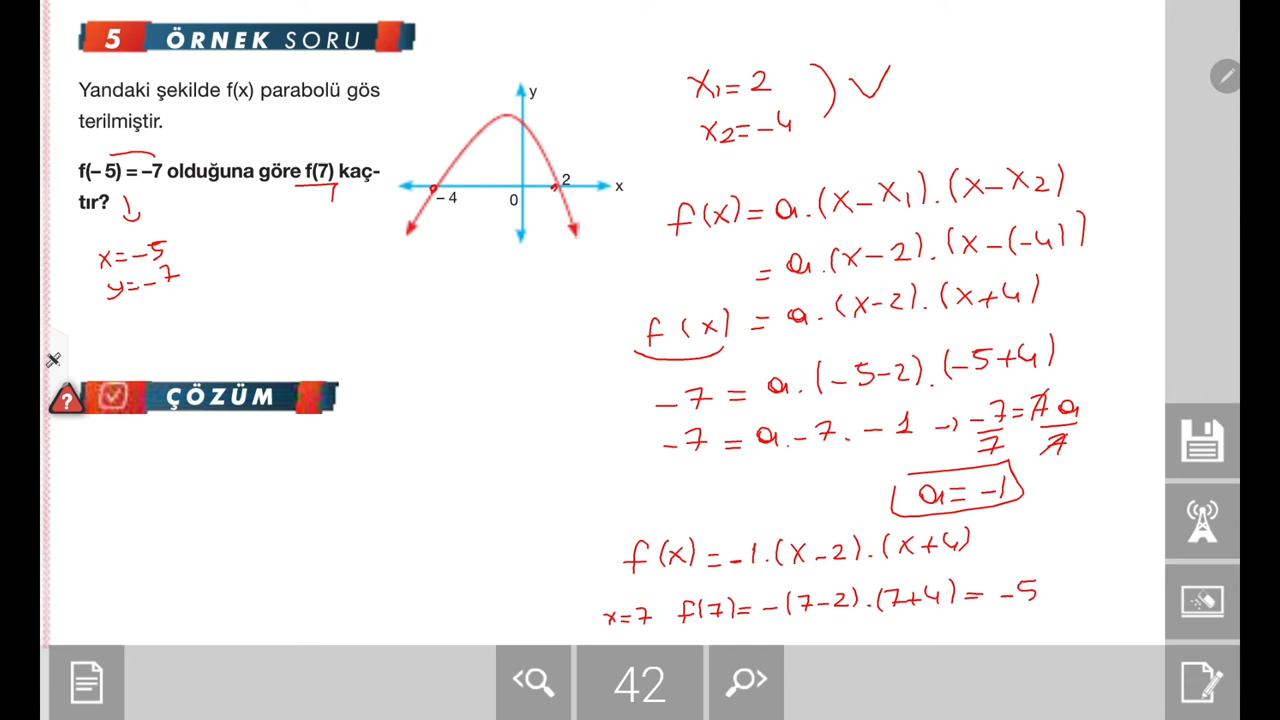 5 ÖRNEK SORU
Yandaki şekilde f(x) parabolü gös
terilmiştir.
f(– 5) = –7 olduğuna göre f(7) kaç-
tır?
x = -5
y = -7
y
2
x
– 4
0
ÇÖZÜM
?
x₁ = 2
x₂ = -4
f(x) = a.(x-x₁).(x-x₂)
= a.(x-2).(x-(-4))
f(x) = a.(x-2).(x+4)
-7 = a.(-5-2).(-5+4)
-7 = a.-7.-1 → -7/7 = 7a/7
a = -1
f(x) = -1.(x-2).(x+4)
x=7 f(7) = -(7-2).(7+4) = -5
42